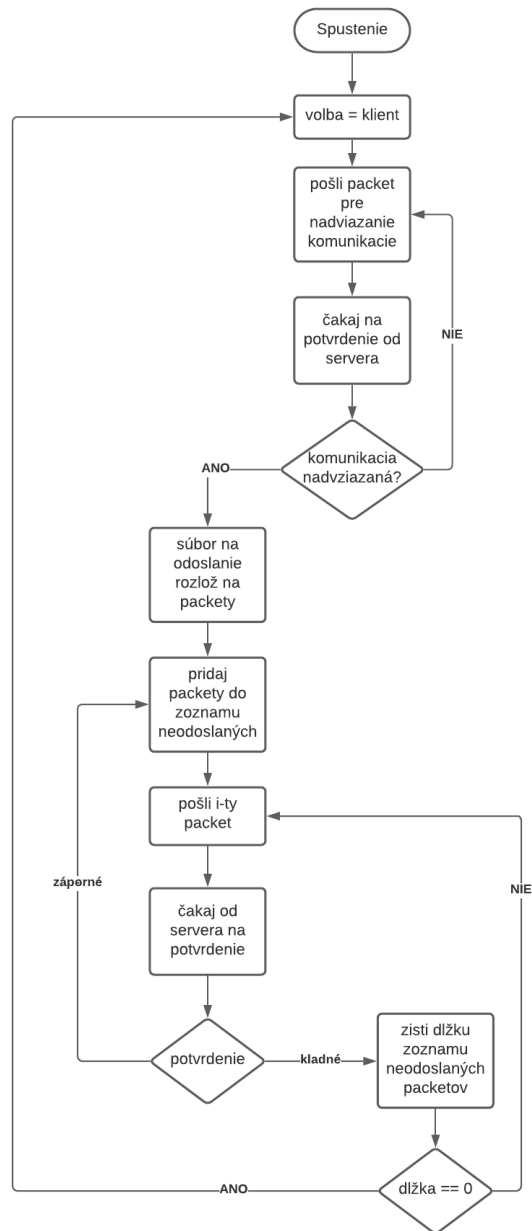 Spustenie
volba = klient
pošli packet
pre
nadviazanie
komunikacie
čakaj na
potvrdenie od
servera
NIE
komunikacia
nadvziazaná?
ANO
súbor na
odoslanie
rozlož na
packety
pridaj
packety do
zoznamu
neodoslaných
pošli i-ty
packet
záporné
NIE
čakaj od
servera na
potvrdenie
potvrdenie
kladné
zisti dlžku
zoznamu
neodoslaných
packetov
dlžka == 0
ANO